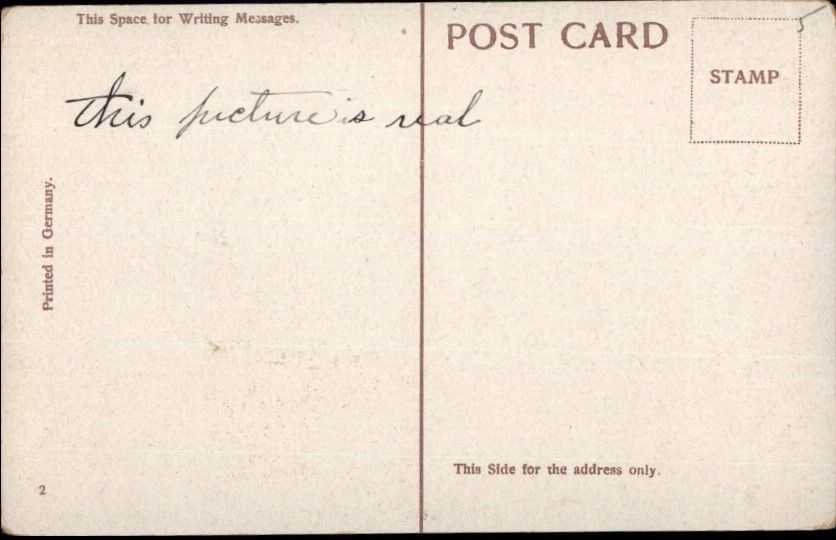 This Space for Writing Messages.
POST CARD
STAMP
5
this picture is real
Printed in Germany.
This Side for the address only.
2